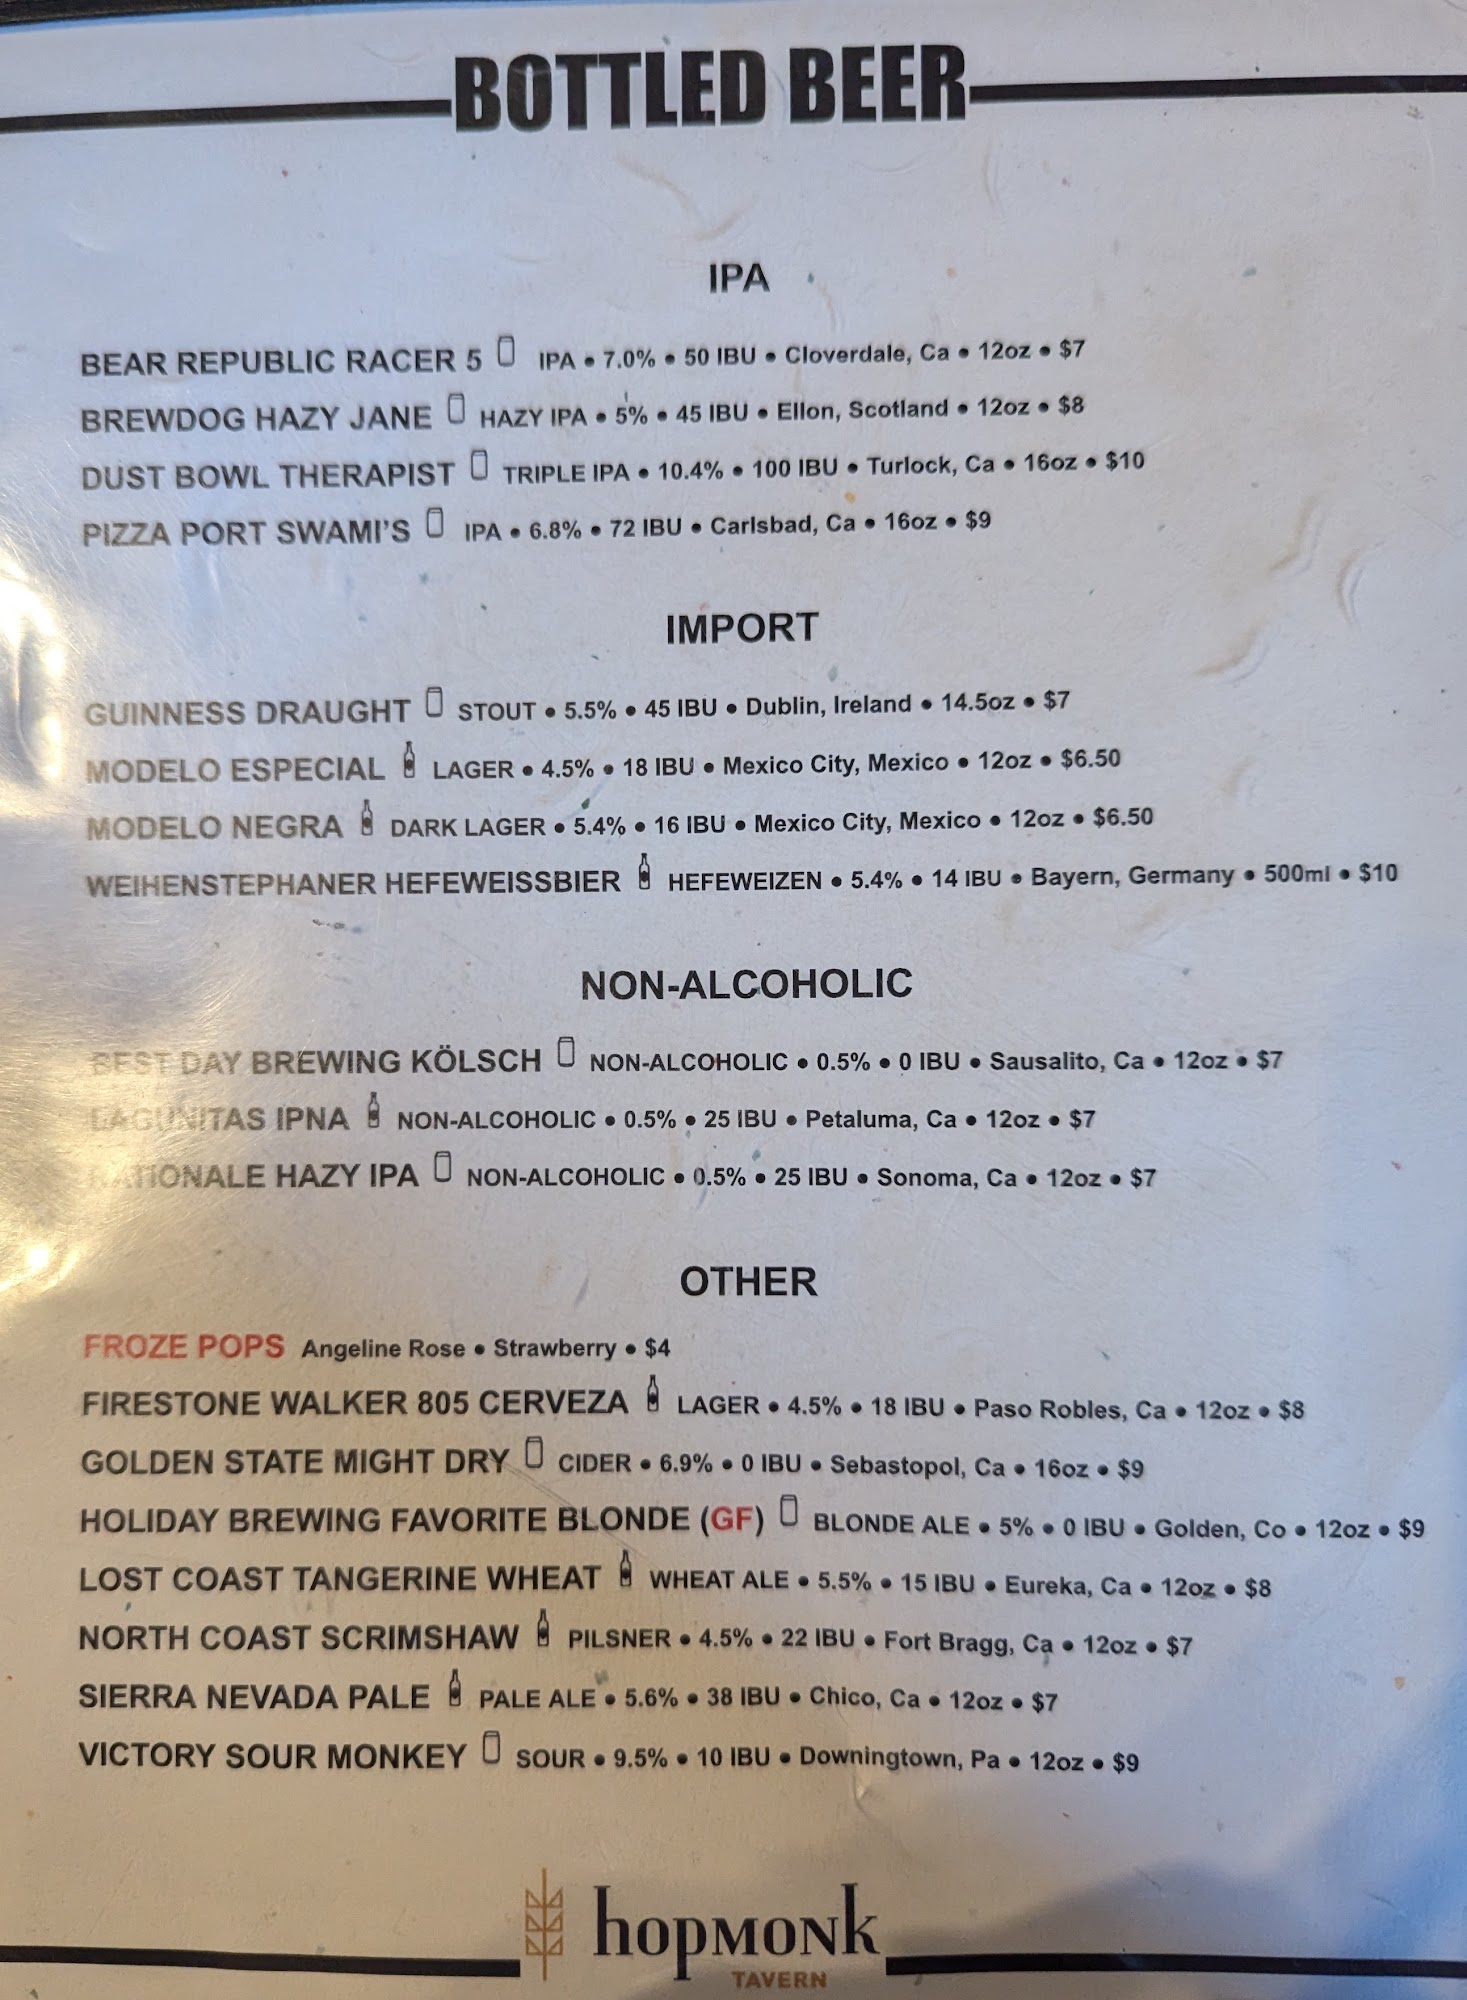 BOTTLED BEER
IPA
BEAR REPUBLIC RACER 5 IPA • 7.0% • 50 IBU • Cloverdale, Ca • 12oz • $7
BREWDOG HAZY JANE HAZY IPA • 5% • 45 IBU • Ellon, Scotland • 12oz • $8
DUST BOWL THERAPIST TRIPLE IPA • 10.4% • 100 IBU • Turlock, Ca • 16oz • $10
PIZZA PORT SWAMI'S IPA • 6.8% • 72 IBU • Carlsbad, Ca • 16oz • $9
IMPORT
GUINNESS DRAUGHT STOUT • 5.5% • 45 IBU • Dublin, Ireland • 14.5oz • $7
MODELO ESPECIAL LAGER • 4.5% • 18 IBU • Mexico City, Mexico • 12oz • $6.50
MODELO NEGRA DARK LAGER • 5.4% • 16 IBU • Mexico City, Mexico • 12oz • $6.50
WEIHENSTEPHANER HEFEWEISSBIER HEFEWEIZEN • 5.4% • 14 IBU • Bayern, Germany • 500ml • $10
NON-ALCOHOLIC
BEST DAY BREWING KÖLSCH NON-ALCOHOLIC • 0.5% • 0 IBU • Sausalito, Ca • 12oz • $7
LAGUNITAS IPNA NON-ALCOHOLIC • 0.5% • 25 IBU • Petaluma, Ca • 12oz • $7
RATIONALE HAZY IPA NON-ALCOHOLIC • 0.5% • 25 IBU • Sonoma, Ca • 12oz • $7
OTHER
FROZE POPS Angeline Rose • Strawberry • $4
FIRESTONE WALKER 805 CERVEZA LAGER • 4.5% • 18 IBU • Paso Robles, Ca • 12oz • $8
GOLDEN STATE MIGHT DRY CIDER • 6.9% • 0 IBU • Sebastopol, Ca • 16oz • $9
HOLIDAY BREWING FAVORITE BLONDE (GF) BLONDE ALE • 5% • 0 IBU • Golden, Co • 12oz • $9
LOST COAST TANGERINE WHEAT WHEAT ALE • 5.5% • 15 IBU • Eureka, Ca • 12oz • $8
NORTH COAST SCRIMSHAW PILSNER • 4.5% • 22 IBU • Fort Bragg, Ca • 12oz • $7
SIERRA NEVADA PALE PALE ALE • 5.6% • 38 IBU • Chico, Ca • 12oz • $7
VICTORY SOUR MONKEY SOUR • 9.5% • 10 IBU • Downingtown, Pa • 12oz • $9
hopMONk
TAVERN